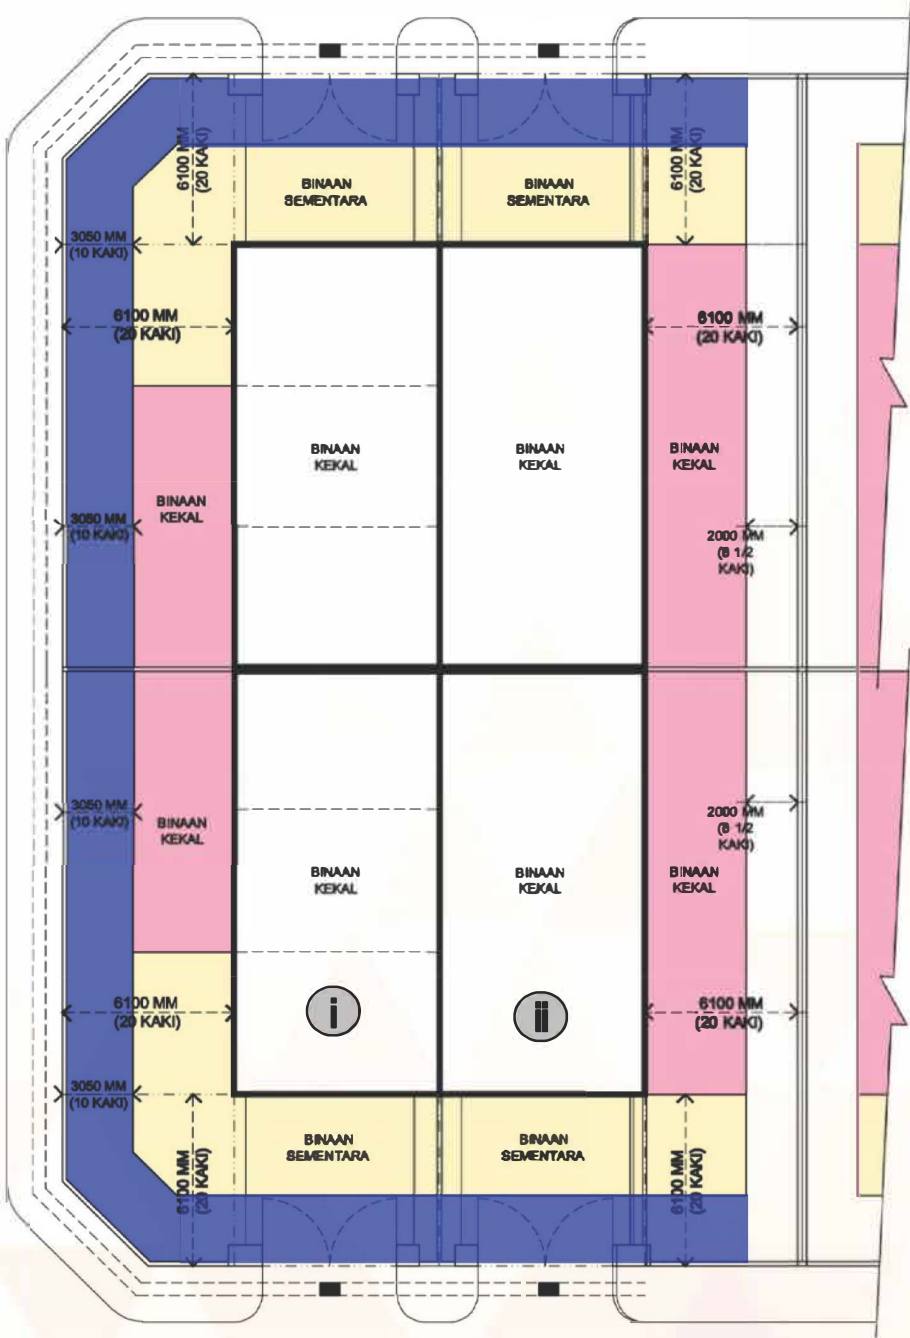 6100 MM
(20 KAKI)
BINAAN
SEMENTARA
BINAAN
SEMENTARA
6100 MM
(20 KAKI)
3050 MM
(10 KAKI)
6100 MM
(20 KAKI)
6100 MM
(20 KAKI)
BINAAN
KEKAL
BINAAN
KEKAL
BINAAN
KEKAL
BINAAN
KEKAL
3050 MM
(10 KAKI)
2000 MM
(6 1/2
KAKI)
3050 MM
(10 KAKI)
BINAAN
KEKAL
2000 MM
(6 1/2
KAKI)
BINAAN
KEKAL
BINAAN
KEKAL
BINAAN
KEKAL
6100 MM
(20 KAKI)
i
ii
6100 MM
(20 KAKI)
3050 MM
(10 KAKI)
6100 MM
(20 KAKI)
BINAAN
SEMENTARA
BINAAN
SEMENTARA
6100 MM
(20 KAKI)